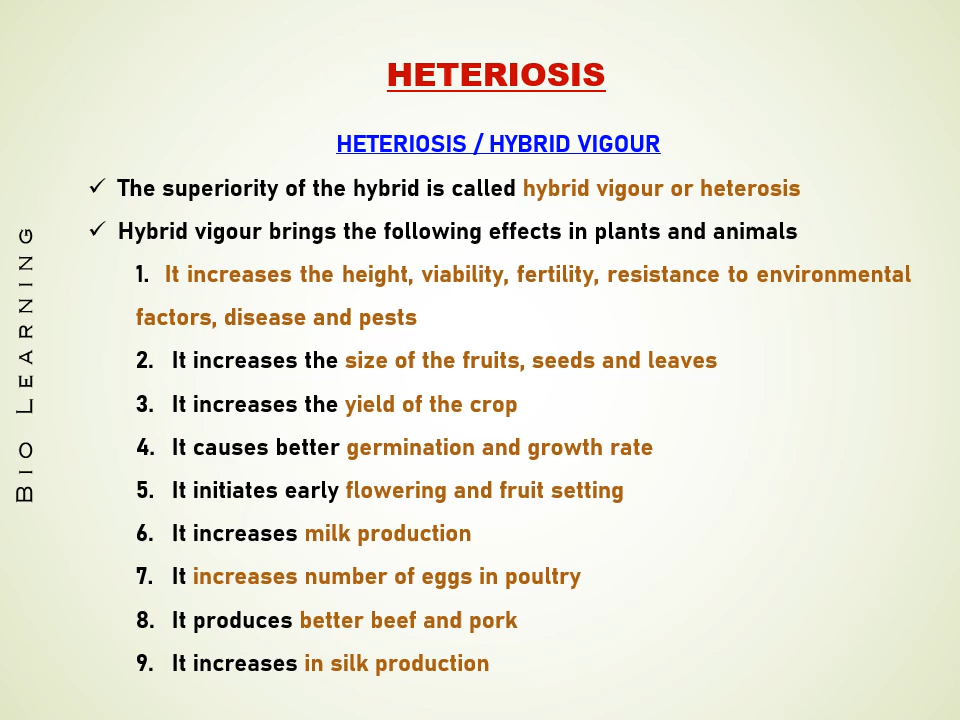 HETERIOSIS
HETERIOSIS / HYBRID VIGOUR
✓ The superiority of the hybrid is called hybrid vigour or heterosis
✓ Hybrid vigour brings the following effects in plants and animals
1. It increases the height, viability, fertility, resistance to environmental
factors, disease and pests
2. It increases the size of the fruits, seeds and leaves
3. It increases the yield of the crop
4. It causes better germination and growth rate
5. It initiates early flowering and fruit setting
6. It increases milk production
7. It increases number of eggs in poultry
8. It produces better beef and pork
9. It increases in silk production
BIO LEARNING